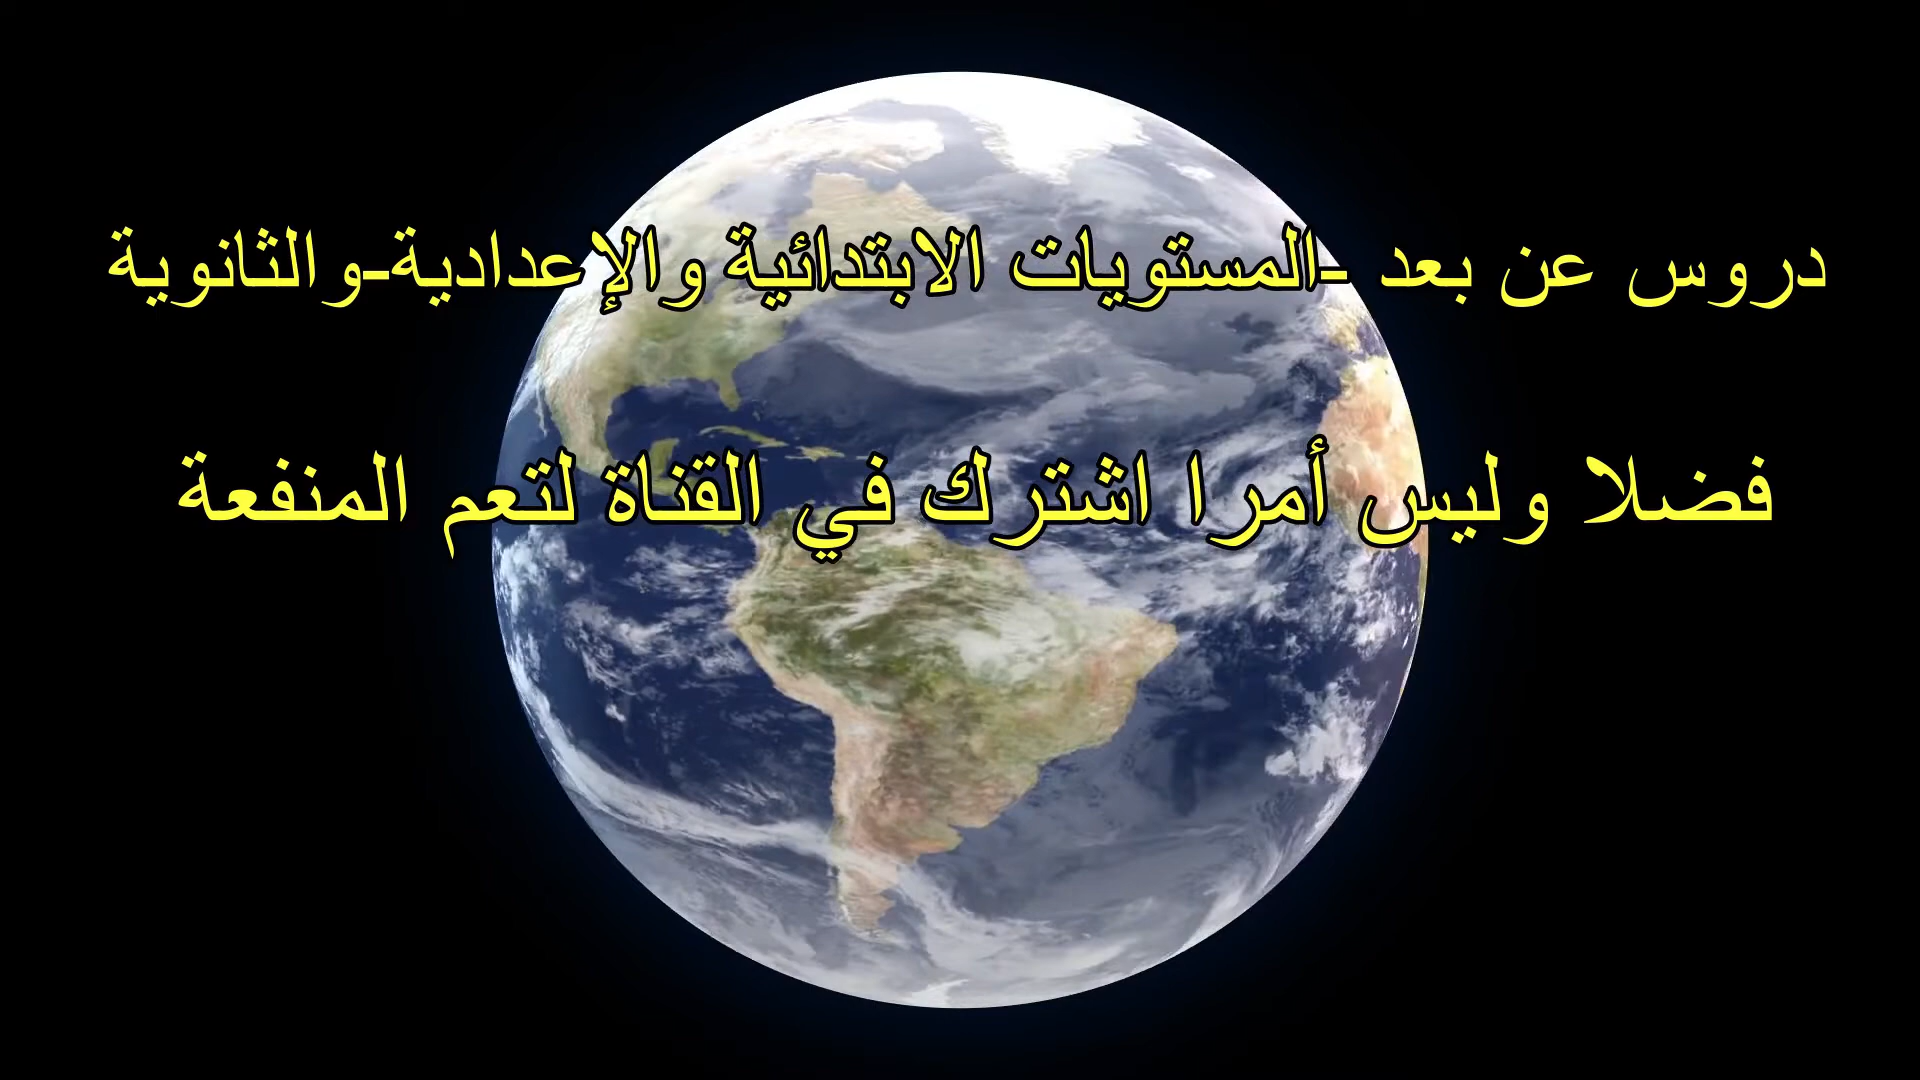 دروس عن بعد -المستويات الابتدائية والإعدادية-والثانوية
فضلا وليس أمرا اشترك في القناة لتعم المنفعة